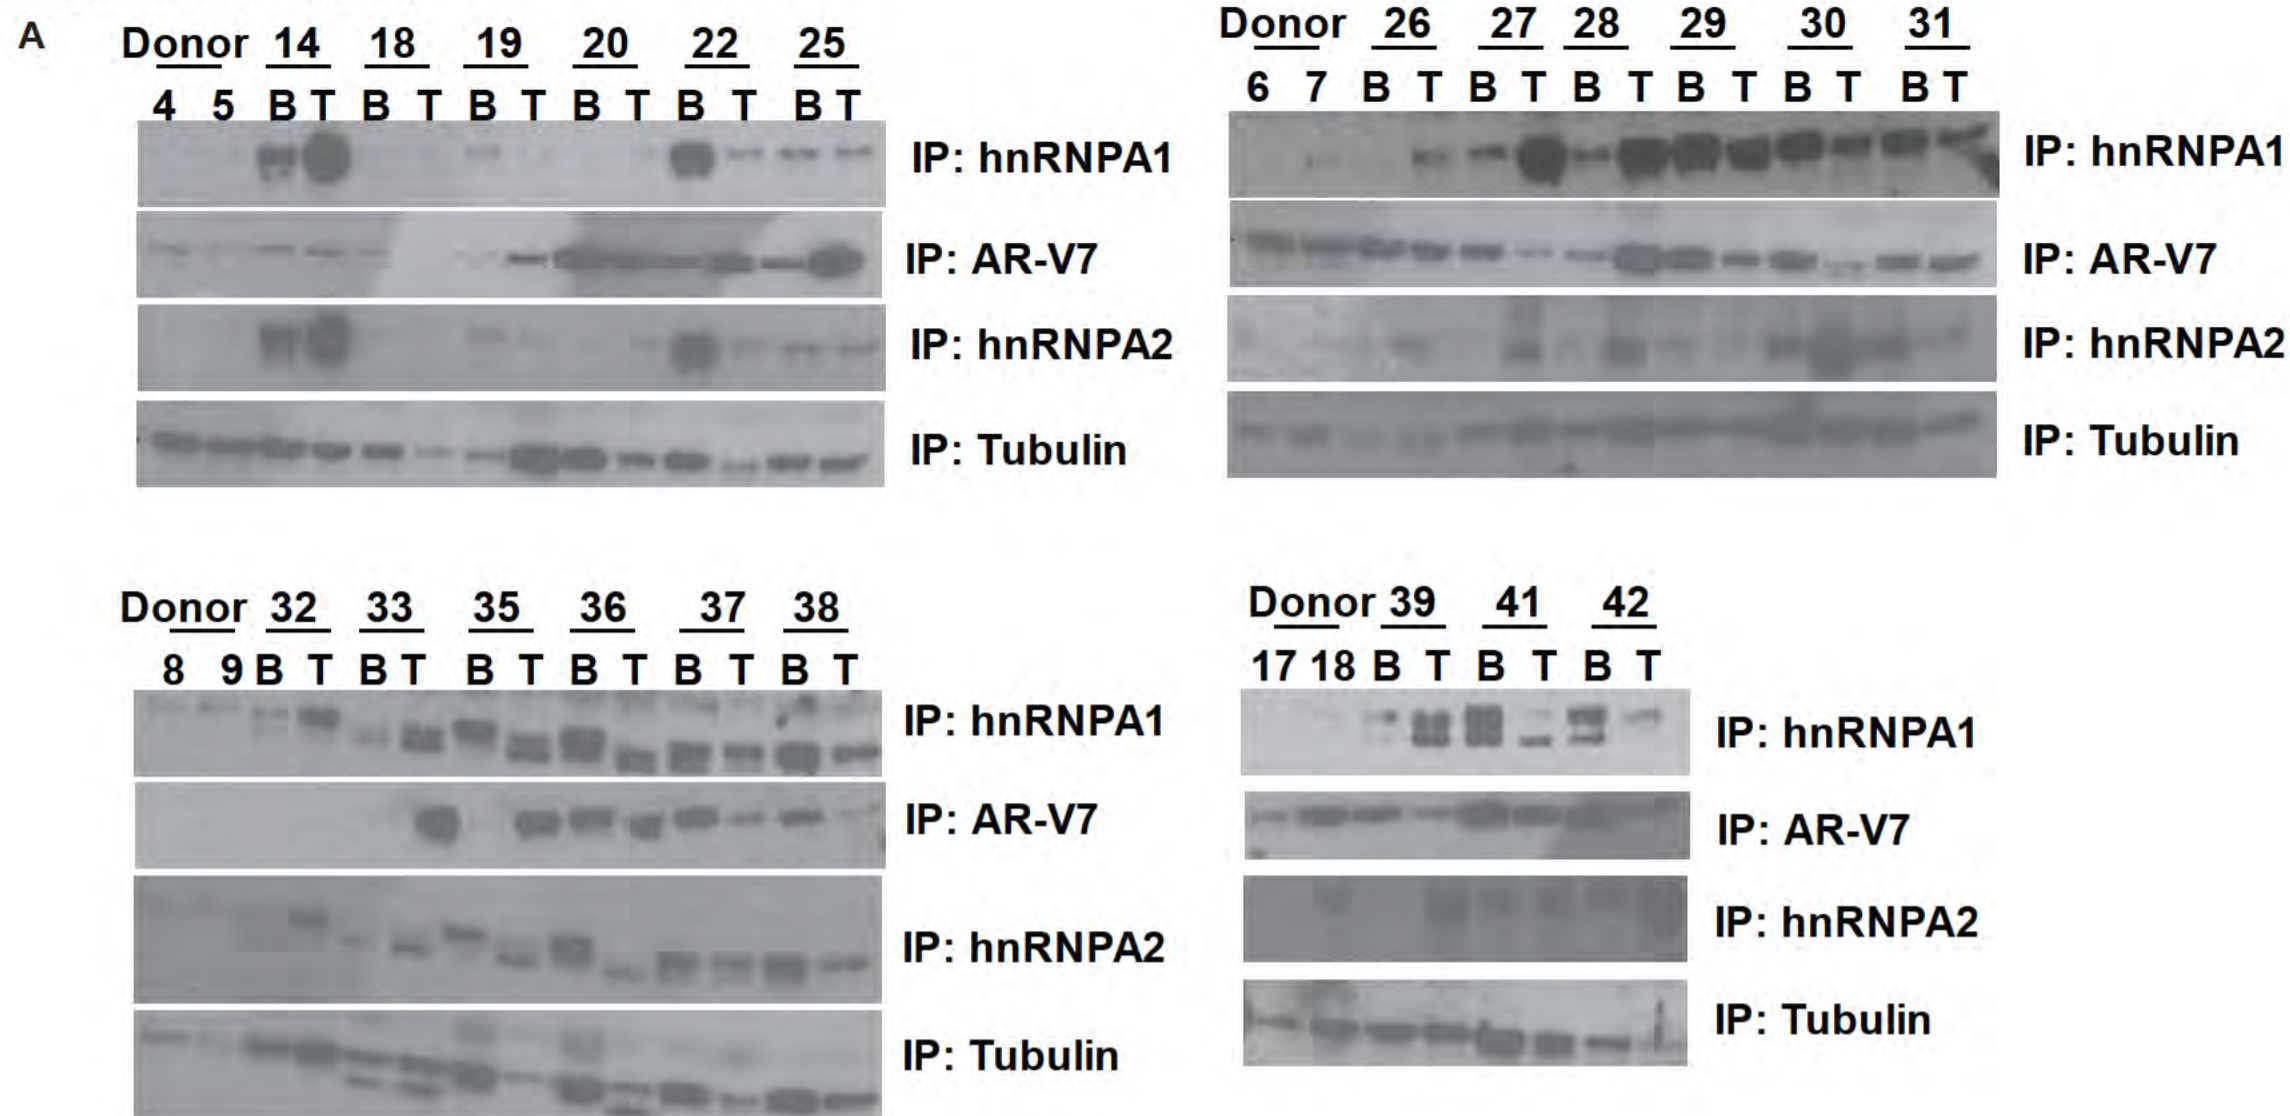 A
Donor 14 18 19 20 22 25
4 5 B T B T B T B T B T B T
IP: hnRNPA1
IP: AR-V7
IP: hnRNPA2
IP: Tubulin
Donor 26 27 28 29 30 31
6 7 B T B T B T B T B T B T
IP: hnRNPA1
IP: AR-V7
IP: hnRNPA2
IP: Tubulin
Donor 32 33 35 36 37 38
8 9 B T B T B T B T B T B T
IP: hnRNPA1
IP: AR-V7
IP: hnRNPA2
IP: Tubulin
Donor 39 41 42
17 18 B T B T B T
IP: hnRNPA1
IP: AR-V7
IP: hnRNPA2
IP: Tubulin